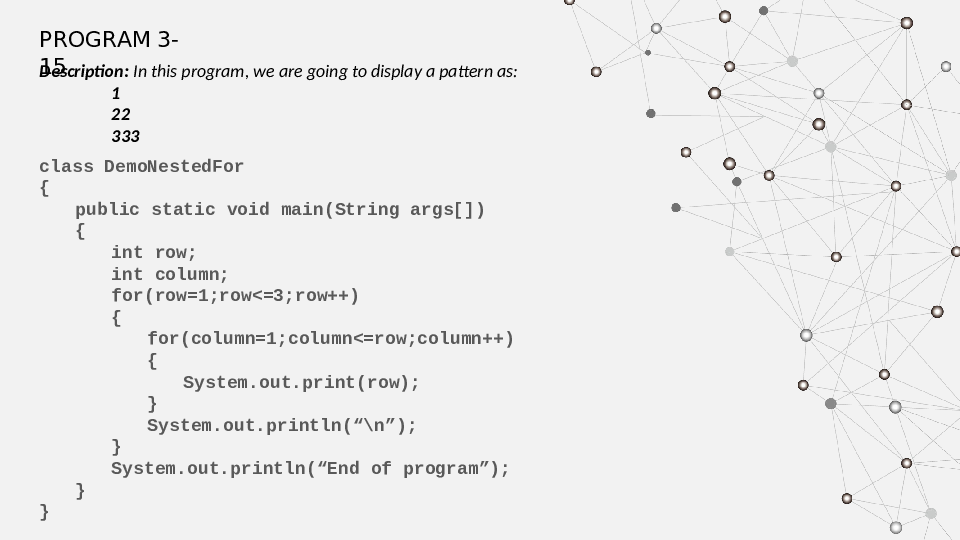 PROGRAM 3-
15
Description: In this program, we are going to display a pattern as:
1
22
333
class DemoNestedFor
{
public static void main(String args[])
{
int row;
int column;
for(row=1;row<=3;row++)
{
for(column=1;column<=row;column++)
{
System.out.print(row);
}
System.out.println(“\n”);
}
System.out.println(“End of program”);
}
}